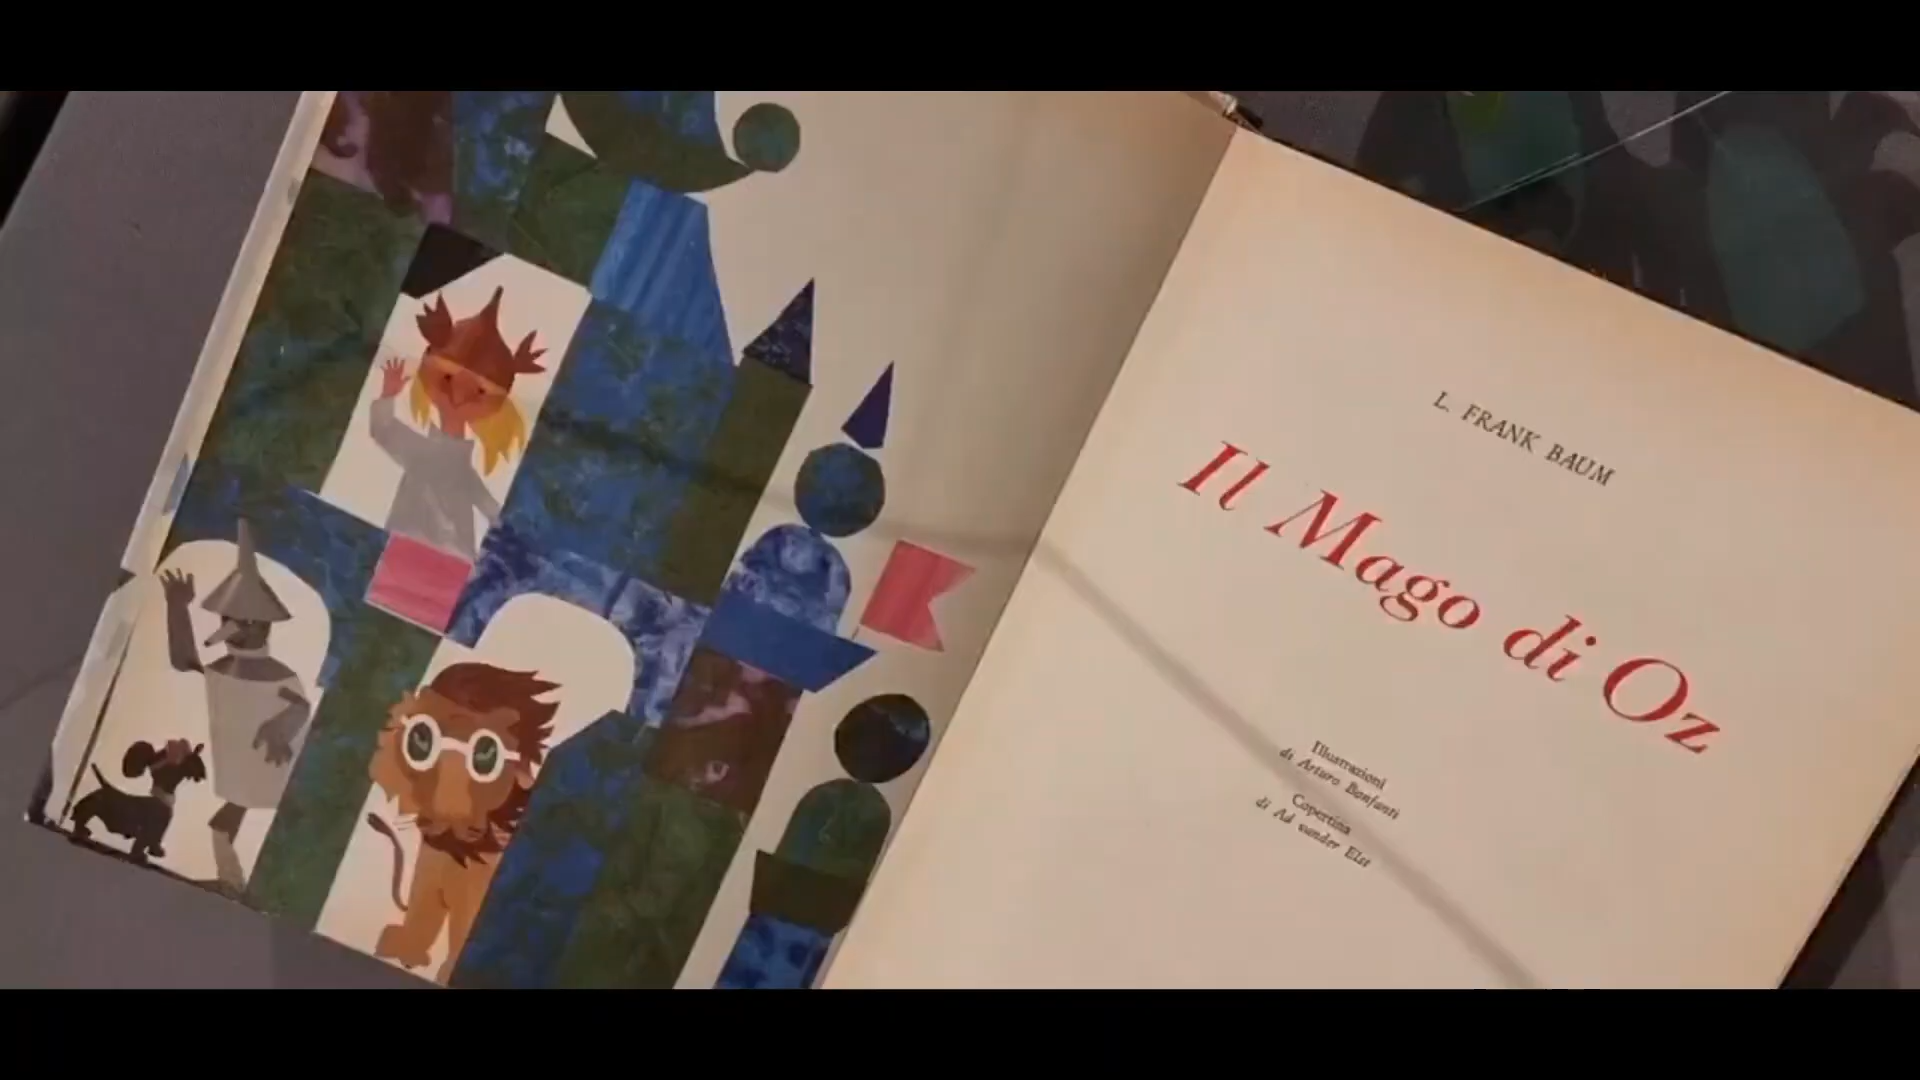 L. FRANK BAUM
Il Mago di Oz
Illustrazioni
di Arturo Bonfanti
Copertina
di Ad vander Elst